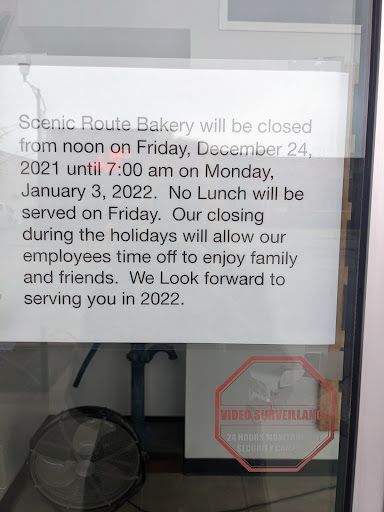 Scenic Route Bakery will be closed
from noon on Friday, December 24,
2021 until 7:00 am on Monday,
January 3, 2022. No Lunch will be
served on Friday. Our closing
during the holidays will allow our
employees time off to enjoy family
and friends. We Look forward to
serving you in 2022.
VIDEO SURVEILLANCE
24 HOURS
SECURITY